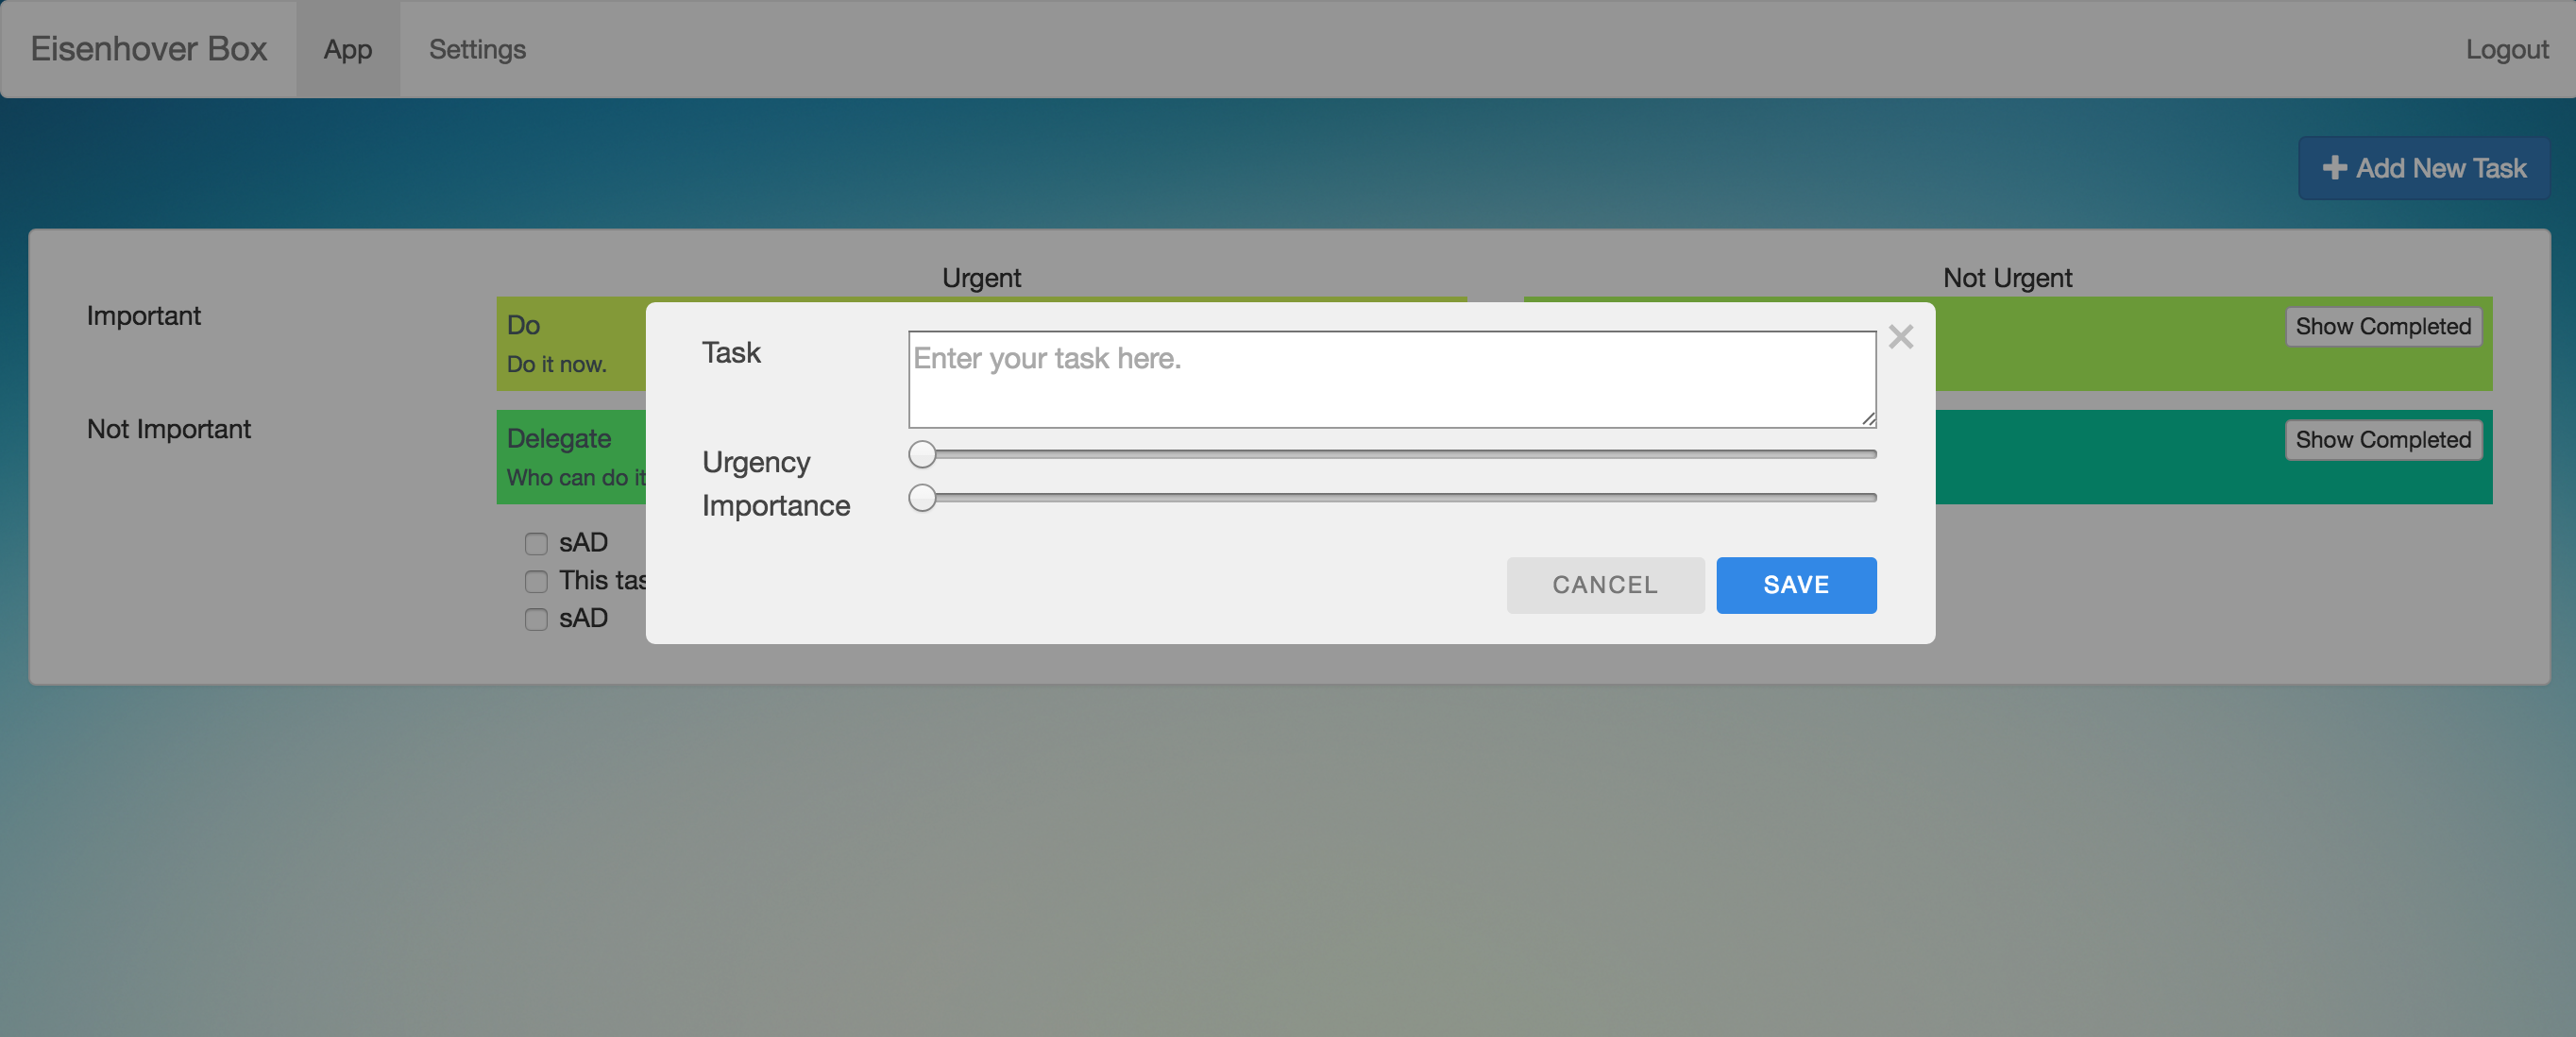 Eisenhover Box App Settings Logout
Add New Task
Urgent Not Urgent
Important
Do
Do it now.
Show Completed
Not Important
Delegate
Who can do it
Show Completed
sAD
This
sAD
Task
Enter your task here.
Urgency
Importance
CANCEL SAVE